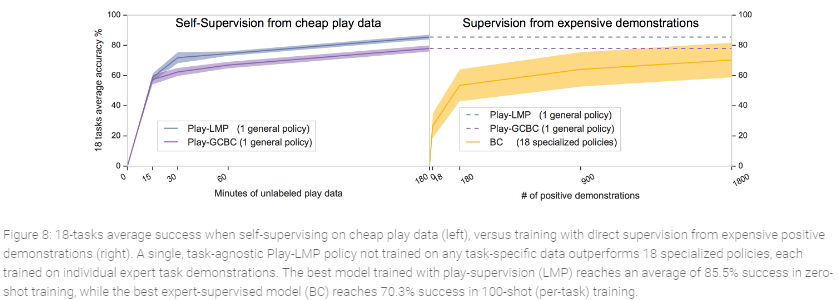 Self-Supervision from cheap play data
Supervision from expensive demonstrations
18 tasks average accuracy %
100
80
60
40
20
0
Play-LMP (1 general policy)
Play-GCBC (1 general policy)
0
15
30
60
180
Minutes of unlabeled play data
Play-LMP (1 general policy)
Play-GCBC (1 general policy)
BC (18 specialized policies)
100
80
60
40
20
0
0
18
180
900
1800
# of positive demonstrations
Figure 8: 18-tasks average success when self-supervising on cheap play data (left), versus training with direct supervision from expensive positive
demonstrations (right). A single, task-agnostic Play-LMP policy not trained on any task-specific data outperforms 18 specialized policies, each
trained on individual expert task demonstrations. The best model trained with play-supervision (LMP) reaches an average of 85.5% success in zero-
shot training, while the best expert-supervised model (BC) reaches 70.3% success in 100-shot (per-task) training.